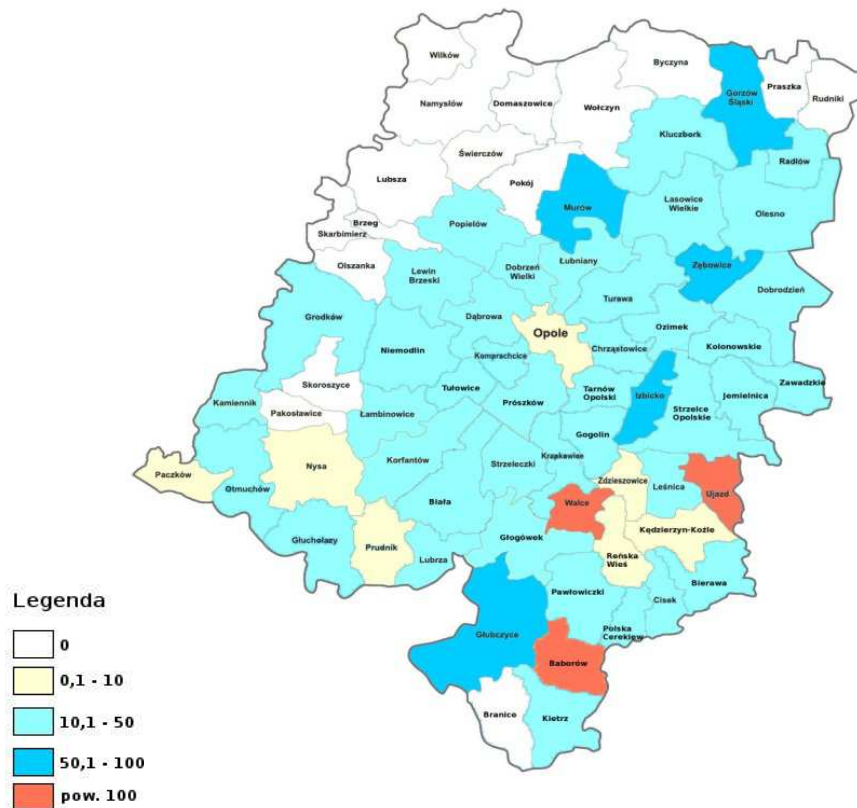 Wilków
Byczyna
Praszka
Gorzów
Śląski
Rudniki
Namysłów
Domaszowice
Wołczyn
Kluczbork
Świerczów
Radłów
Lubsza
Pokój
Lasowice
Wielkie
Murów
Olesno
Brzeg
Popielów
Skarbimierz
Olszanka
Łubniany
Zębowice
Lewin
Brzeski
Dobrzeń
Wielki
Dobrodzień
Turawa
Grodków
Dąbrowa
Opole
Ozimek
Niemodlin
Chrząstowice
Kolonowskie
Komprachcice
Skoroszyce
Tułowice
Tarnów
Opolski
Zawadzkie
Kamiennik
Prószków
Izbicko
Jemielnica
Pakosławice
Łambinowice
Strzelce
Opolskie
Gogolin
Korfantów
Krapkowice
Paczków
Nysa
Strzeleczki
Zdzieszowice
Leśnica
Ujazd
Otmuchów
Biała
Walce
Kędzierzyn-Koźle
Głuchołazy
Prudnik
Głogówek
Reńska
Wieś
Lubrza
Bierawa
Pawłowiczki
Cisek
Polska
Cerekiew
Głubczyce
Baborów
Branice
Kietrz
Legenda
0
0,1 - 10
10,1 - 50
50,1 - 100
pow. 100